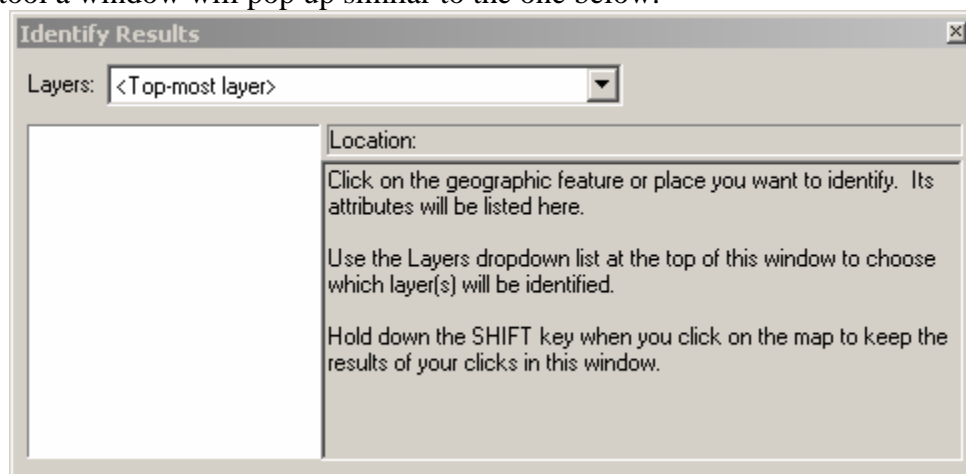 tool a window will pop up similar to the one below.
Identify Results
Layers: <Top-most layer>
Location:
Click on the geographic feature or place you want to identify. Its
attributes will be listed here.
Use the Layers dropdown list at the top of this window to choose
which layer(s) will be identified.
Hold down the SHIFT key when you click on the map to keep the
results of your clicks in this window.